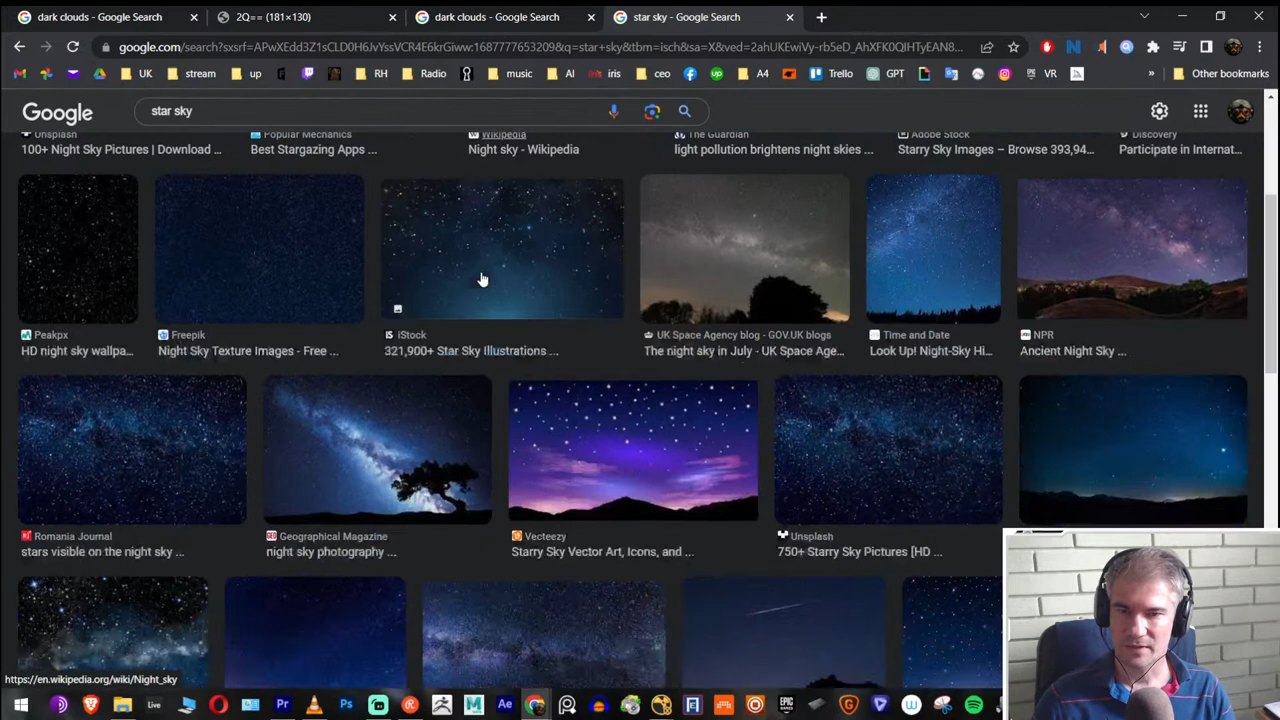 dark clouds - Google Search
2Q== (181×130)
dark clouds - Google Search
star sky - Google Search
google.com/search?sxsrf=APwXEdd3Z1sCLD0H6JvYssVCR4E6krGiww:1687777653209&q=star+sky&tbm=isch&sa=X&ved=2ahUKEwiVy-rb5eD_AhXFK0QIHTyEAN8...
UK
stream
up
RH
Radio
music
AI
iris
ceo
A4
Trello
GPT
VR
»
Other bookmarks
Google
star sky
Unsplash
100+ Night Sky Pictures | Download ...
Popular Mechanics
Best Stargazing Apps ...
Wikipedia
Night sky - Wikipedia
The Guardian
light pollution brightens night skies ...
Adobe Stock
Starry Sky Images – Browse 393,94...
Discovery
Participate in Internat...
Peakpx
HD night sky wallpa...
Freepik
Night Sky Texture Images - Free ...
iStock
321,900+ Star Sky Illustrations ...
UK Space Agency blog - GOV.UK blogs
The night sky in July - UK Space Age...
Time and Date
Look Up! Night-Sky Hi...
NPR
Ancient Night Sky ...
Romania Journal
stars visible on the night sky ...
Geographical Magazine
night sky photography ...
Vecteezy
Starry Sky Vector Art, Icons, and ...
Unsplash
750+ Starry Sky Pictures [HD ...
https://en.wikipedia.org/wiki/Night_sky
Live
Pr
Ps
Ae